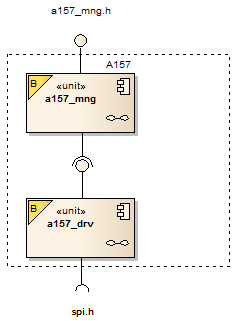 a157_mng.h
A157
B
«unit»
a157_mng
B
«unit»
a157_drv
spi.h